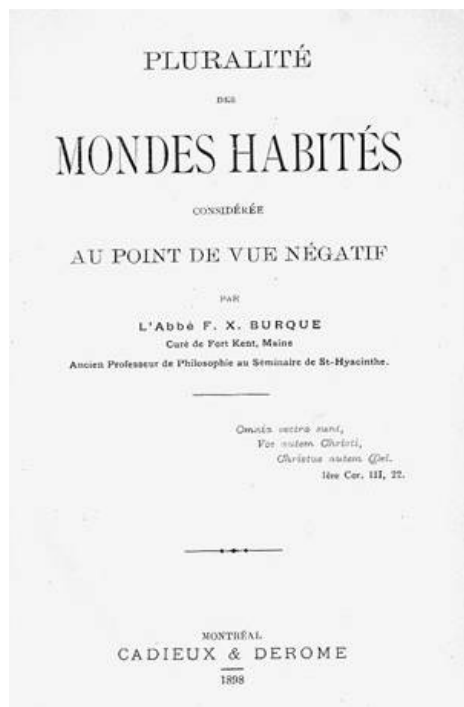 PLURALITÉ
DES
MONDES HABITÉS
CONSIDÉRÉE
AU POINT DE VUE NÉGATIF
PAR
L'Abbé F. X. BURQUE
Curé de Fort Kent, Maine
Ancien Professeur de Philosophie au Séminaire de St-Hyacinthe.
Omnia vestra sunt,
Vos autem Christi,
Christus autem Dei.
1ère Cor. III, 22.
MONTRÉAL
CADIEUX & DEROME
1898